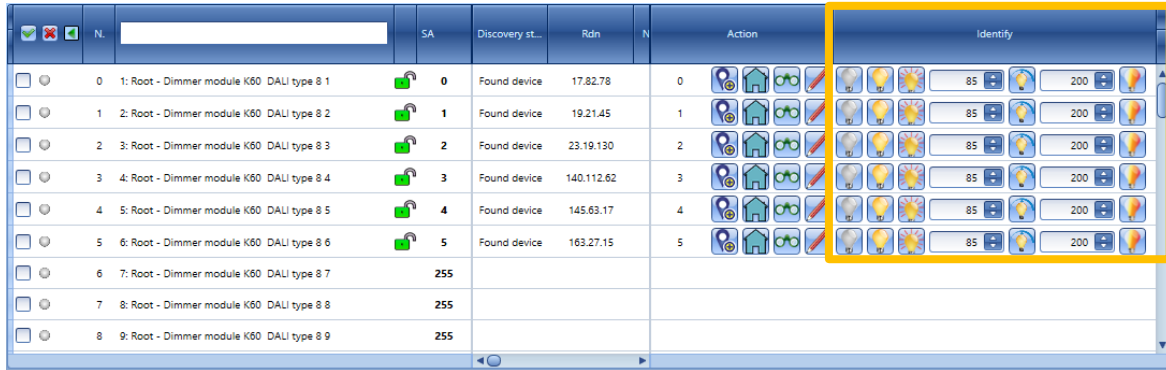 N. SA Discovery st... Rdn N Action Identify
0 1: Root - Dimmer module K60 DALI type 8 1 0 Found device 17.82.78 0 85 200
1 2: Root - Dimmer module K60 DALI type 8 2 1 Found device 19.21.45 1 85 200
2 3: Root - Dimmer module K60 DALI type 8 3 2 Found device 23.19.130 2 85 200
3 4: Root - Dimmer module K60 DALI type 8 4 3 Found device 140.112.62 3 85 200
4 5: Root - Dimmer module K60 DALI type 8 5 4 Found device 145.63.17 4 85 200
5 6: Root - Dimmer module K60 DALI type 8 6 5 Found device 163.27.15 5 85 200
6 7: Root - Dimmer module K60 DALI type 8 7 255
7 8: Root - Dimmer module K60 DALI type 8 8 255
8 9: Root - Dimmer module K60 DALI type 8 9 255